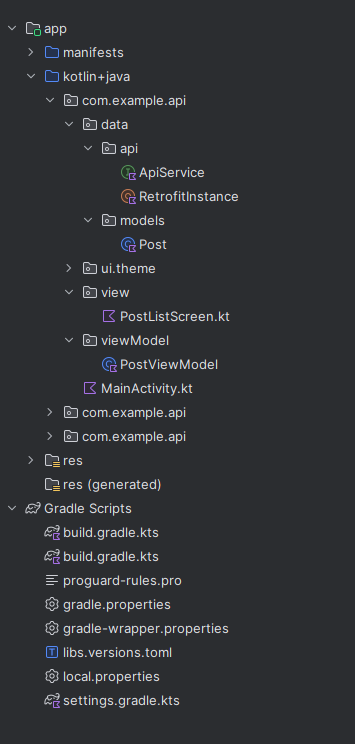 app
manifests
kotlin+java
com.example.api
data
api
ApiService
RetrofitInstance
models
Post
ui.theme
view
PostListScreen.kt
viewModel
PostViewModel
MainActivity.kt
com.example.api
com.example.api
res
res (generated)
Gradle Scripts
build.gradle.kts
build.gradle.kts
proguard-rules.pro
gradle.properties
gradle-wrapper.properties
libs.versions.toml
local.properties
settings.gradle.kts